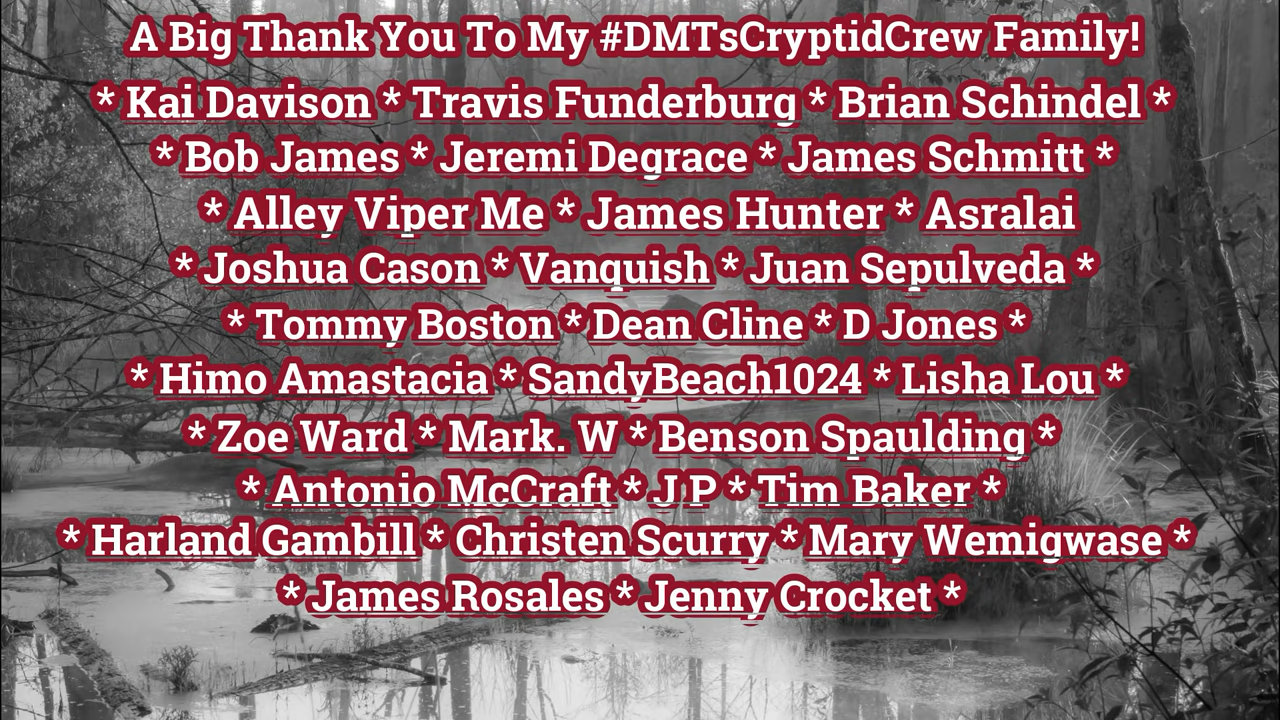 A Big Thank You To My #DMTsCryptidCrew Family!
* Kai Davison * Travis Funderburg * Brian Schindel *
* Bob James * Jeremi Degrace * James Schmitt *
* Alley Viper Me * James Hunter * Asralai
* Joshua Cason * Vanquish * Juan Sepulveda *
* Tommy Boston * Dean Cline * D Jones *
* Himo Amastacia * SandyBeach1024 * Lisha Lou *
* Zoe Ward * Mark. W * Benson Spaulding *
* Antonio McCraft * J P * Tim Baker *
* Harland Gambill * Christen Scurry * Mary Wemigwase *
* James Rosales * Jenny Crocket *